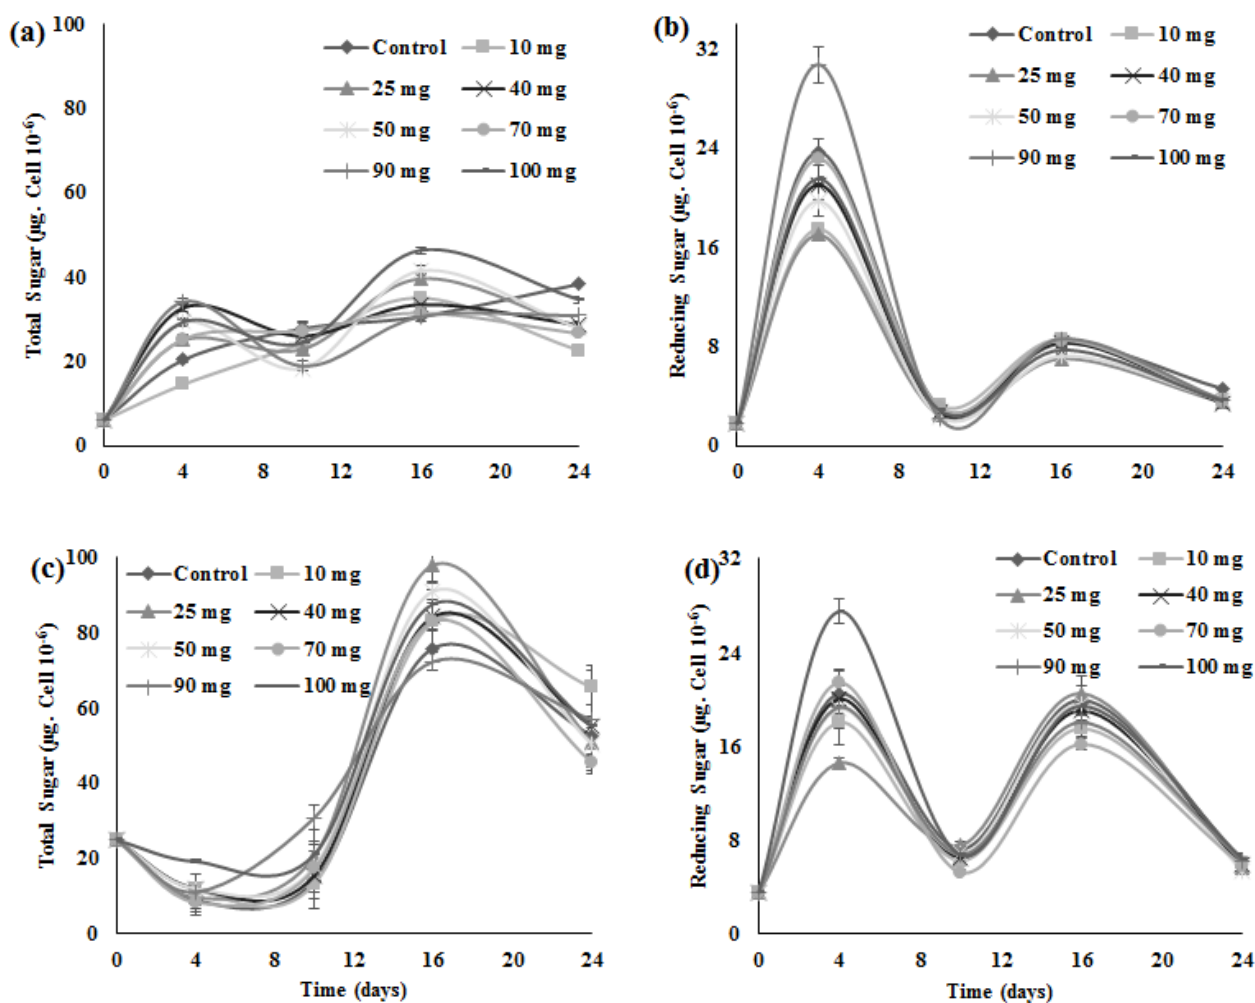 (a)
Total Sugar (µg. Cell 10⁻⁶)
100
80
60
40
20
0
0 4 8 12 16 20 24
Control 10 mg
25 mg 40 mg
50 mg 70 mg
90 mg 100 mg
(b)
Reducing Sugar (µg. Cell 10⁻⁶)
32
24
16
8
0
0 4 8 12 16 20 24
Control 10 mg
25 mg 40 mg
50 mg 70 mg
90 mg 100 mg
(c)
Total Sugar (µg. Cell 10⁻⁶)
100
80
60
40
20
0
0 4 8 12 16 20 24
Time (days)
Control 10 mg
25 mg 40 mg
50 mg 70 mg
90 mg 100 mg
(d)
Reducing Sugar (µg. Cell 10⁻⁶)
32
24
16
8
0
0 4 8 12 16 20 24
Time (days)
Control 10 mg
25 mg 40 mg
50 mg 70 mg
90 mg 100 mg